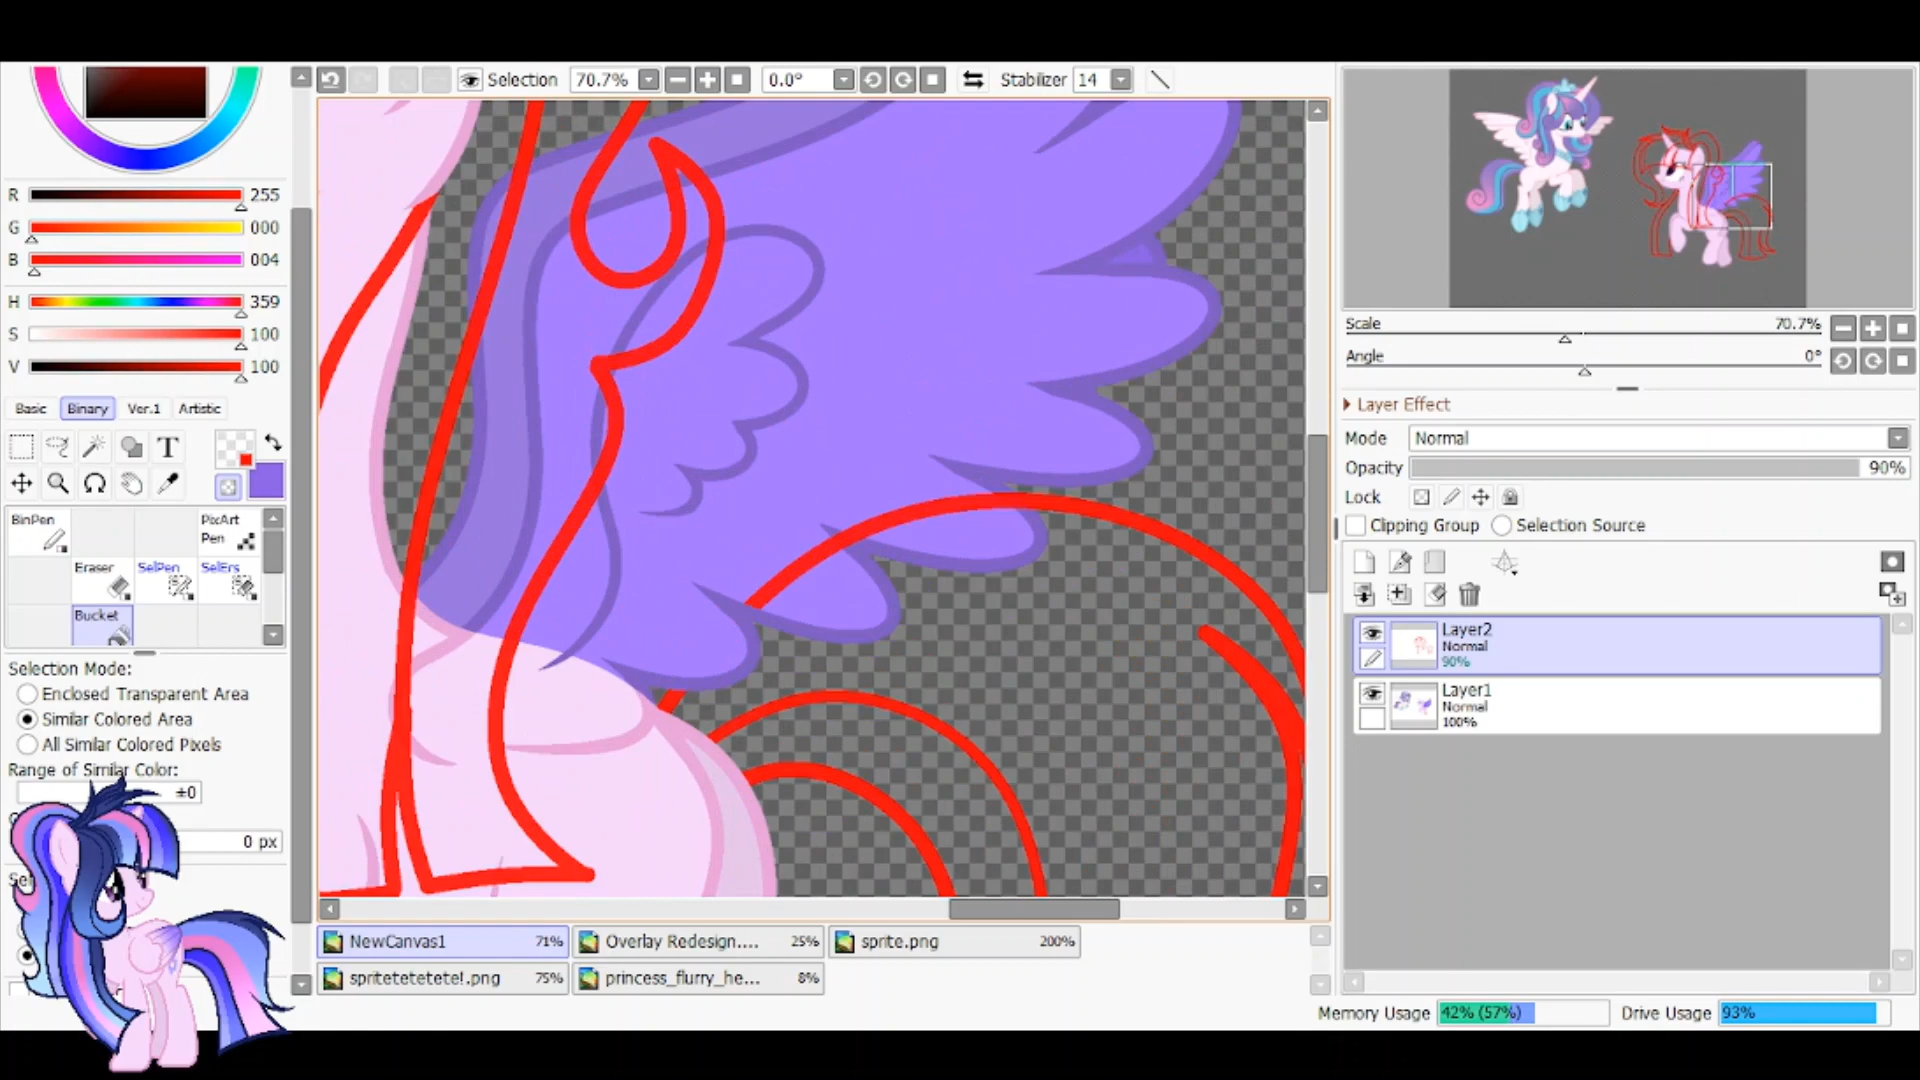 Selection 70.7% 0.0° Stabilizer 14
R 255
G 000
B 004
H 359
S 100
V 100
Basic Binary Ver.1 Artistic
T
BinPen PixArt Pen
Eraser SelPen SelErs
Bucket
Selection Mode:
Enclosed Transparent Area
Similar Colored Area
All Similar Colored Pixels
Range of Similar Color:
±0
0 px
Scale 70.7%
Angle 0°
Layer Effect
Mode Normal
Opacity 90%
Lock
Clipping Group Selection Source
Layer2
Normal
90%
Layer1
Normal
100%
NewCanvas1 71% Overlay Redesign.... 25% sprite.png 200%
spritetetetete!.png 75% princess_flurry_he... 8%
Memory Usage 42% (57%) Drive Usage 93%